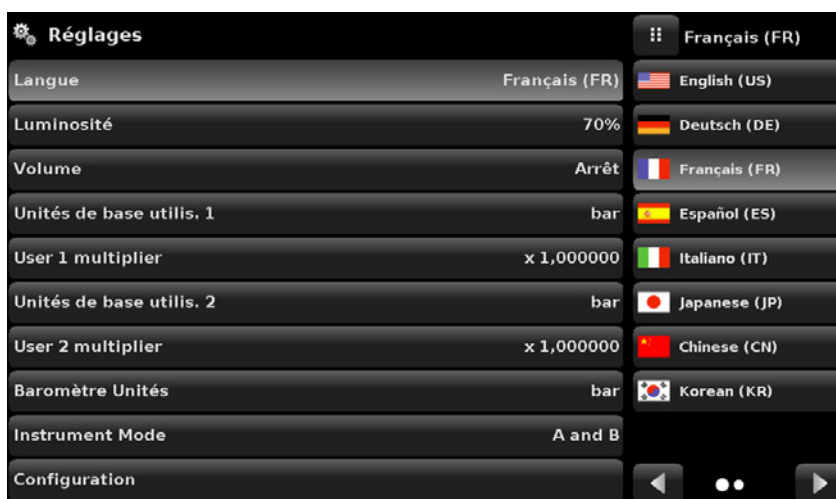 Réglages
Langue Français (FR)
Luminosité 70%
Volume Arrêt
Unités de base utilis. 1 bar
User 1 multiplier x 1,000000
Unités de base utilis. 2 bar
User 2 multiplier x 1,000000
Baromètre Unités bar
Instrument Mode A and B
Configuration
Français (FR)
English (US)
Deutsch (DE)
Français (FR)
Español (ES)
Italiano (IT)
Japanese (JP)
Chinese (CN)
Korean (KR)